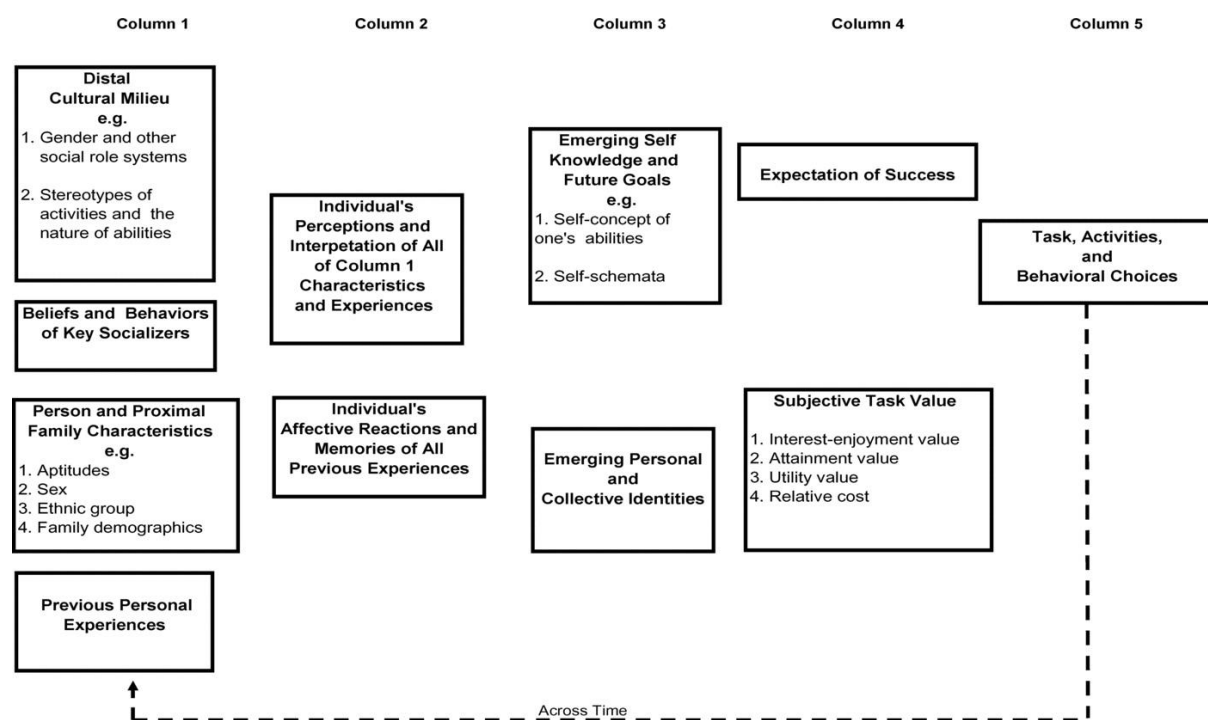 Column 1
Column 2
Column 3
Column 4
Column 5
Distal
Cultural Milieu
e.g.
1. Gender and other
social role systems
2. Stereotypes of
activities and the
nature of abilities
Beliefs and Behaviors
of Key Socializers
Person and Proximal
Family Characteristics
e.g.
1. Aptitudes
2. Sex
3. Ethnic group
4. Family demographics
Previous Personal
Experiences
Individual's
Perceptions and
Interpetation of All
of Column 1
Characteristics
and Experiences
Individual's
Affective Reactions and
Memories of All
Previous Experiences
Emerging Self
Knowledge and
Future Goals
e.g.
1. Self-concept of
one's abilities
2. Self-schemata
Emerging Personal
and
Collective Identities
Expectation of Success
Subjective Task Value
1. Interest-enjoyment value
2. Attainment value
3. Utility value
4. Relative cost
Task, Activities,
and
Behavioral Choices
Across Time